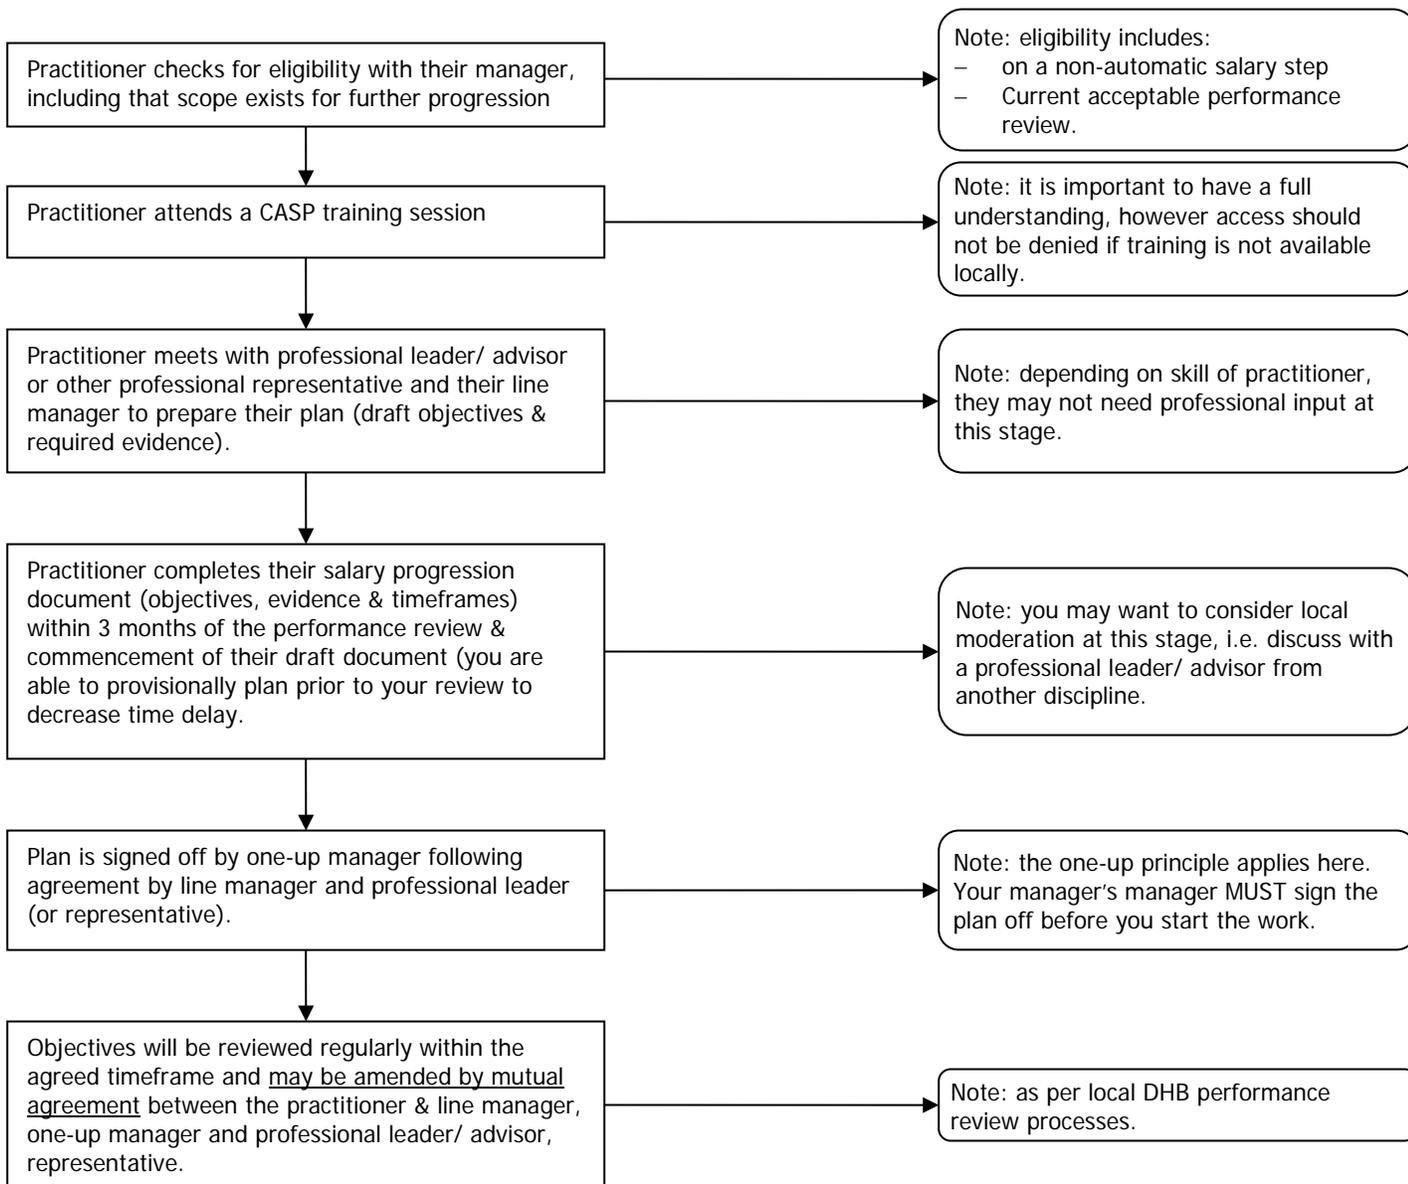 Practitioner checks for eligibility with their manager,
including that scope exists for further progression
Note: eligibility includes:
– on a non-automatic salary step
– Current acceptable performance
review.
Practitioner attends a CASP training session
Note: it is important to have a full
understanding, however access should
not be denied if training is not available
locally.
Practitioner meets with professional leader/ advisor
or other professional representative and their line
manager to prepare their plan (draft objectives &
required evidence).
Note: depending on skill of practitioner,
they may not need professional input at
this stage.
Practitioner completes their salary progression
document (objectives, evidence & timeframes)
within 3 months of the performance review &
commencement of their draft document (you are
able to provisionally plan prior to your review to
decrease time delay.
Note: you may want to consider local
moderation at this stage, i.e. discuss with
a professional leader/ advisor from
another discipline.
Plan is signed off by one-up manager following
agreement by line manager and professional leader
(or representative).
Note: the one-up principle applies here.
Your manager's manager MUST sign the
plan off before you start the work.
Objectives will be reviewed regularly within the
agreed timeframe and may be amended by mutual
agreement between the practitioner & line manager,
one-up manager and professional leader/ advisor,
representative.
Note: as per local DHB performance
review processes.